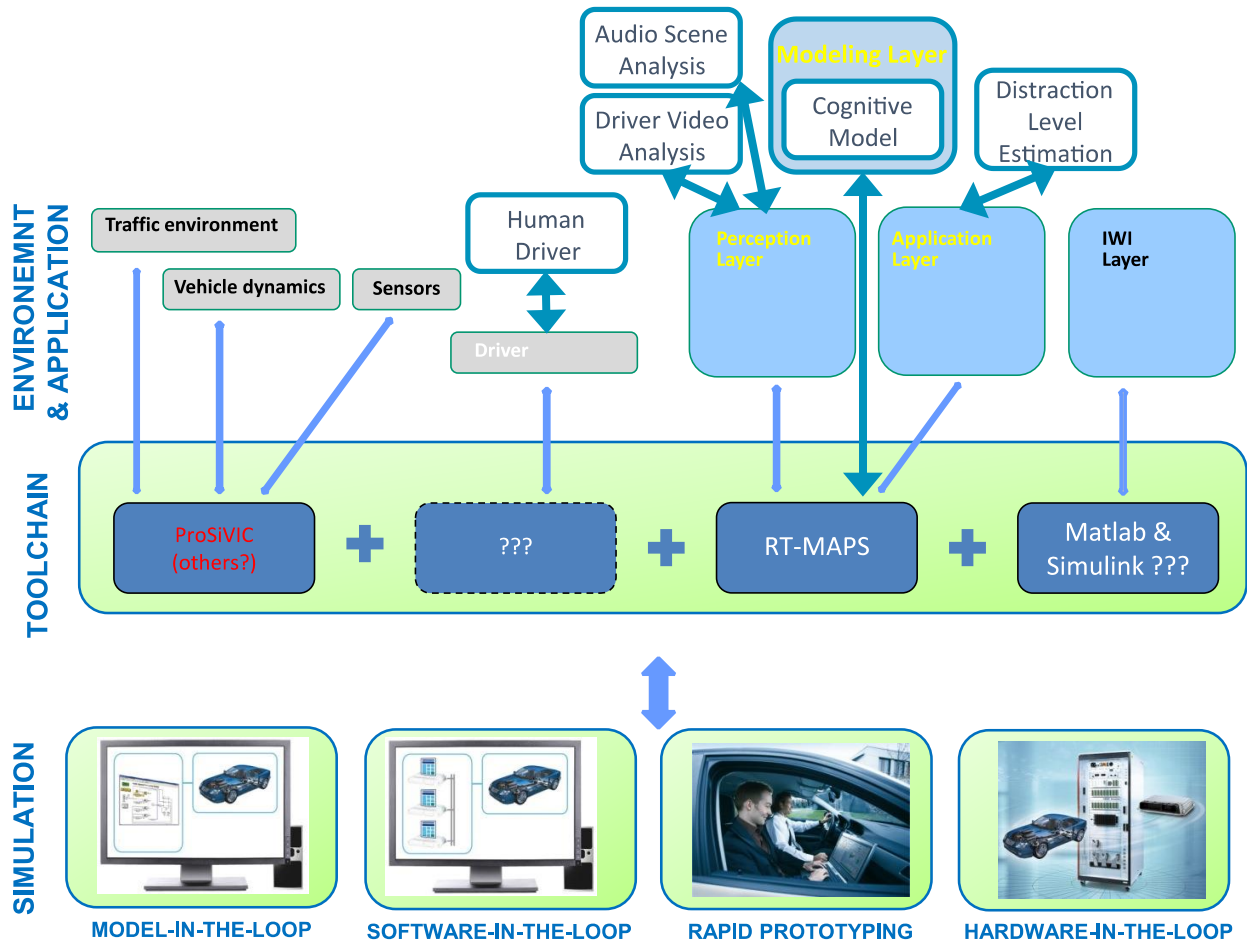 Audio Scene
Analysis
Modeling Layer
Driver Video
Analysis
Cognitive
Model
Distraction
Level
Estimation
ENVIRONEMNT
& APPLICATION
Traffic environment
Vehicle dynamics
Sensors
Human
Driver
Driver
Perception
Layer
Application
Layer
IWI
Layer
TOOLCHAIN
ProSiVIC
(others?)
???
RT-MAPS
Matlab &
Simulink ???
SIMULATION
MODEL-IN-THE-LOOP
SOFTWARE-IN-THE-LOOP
RAPID PROTOTYPING
HARDWARE-IN-THE-LOOP